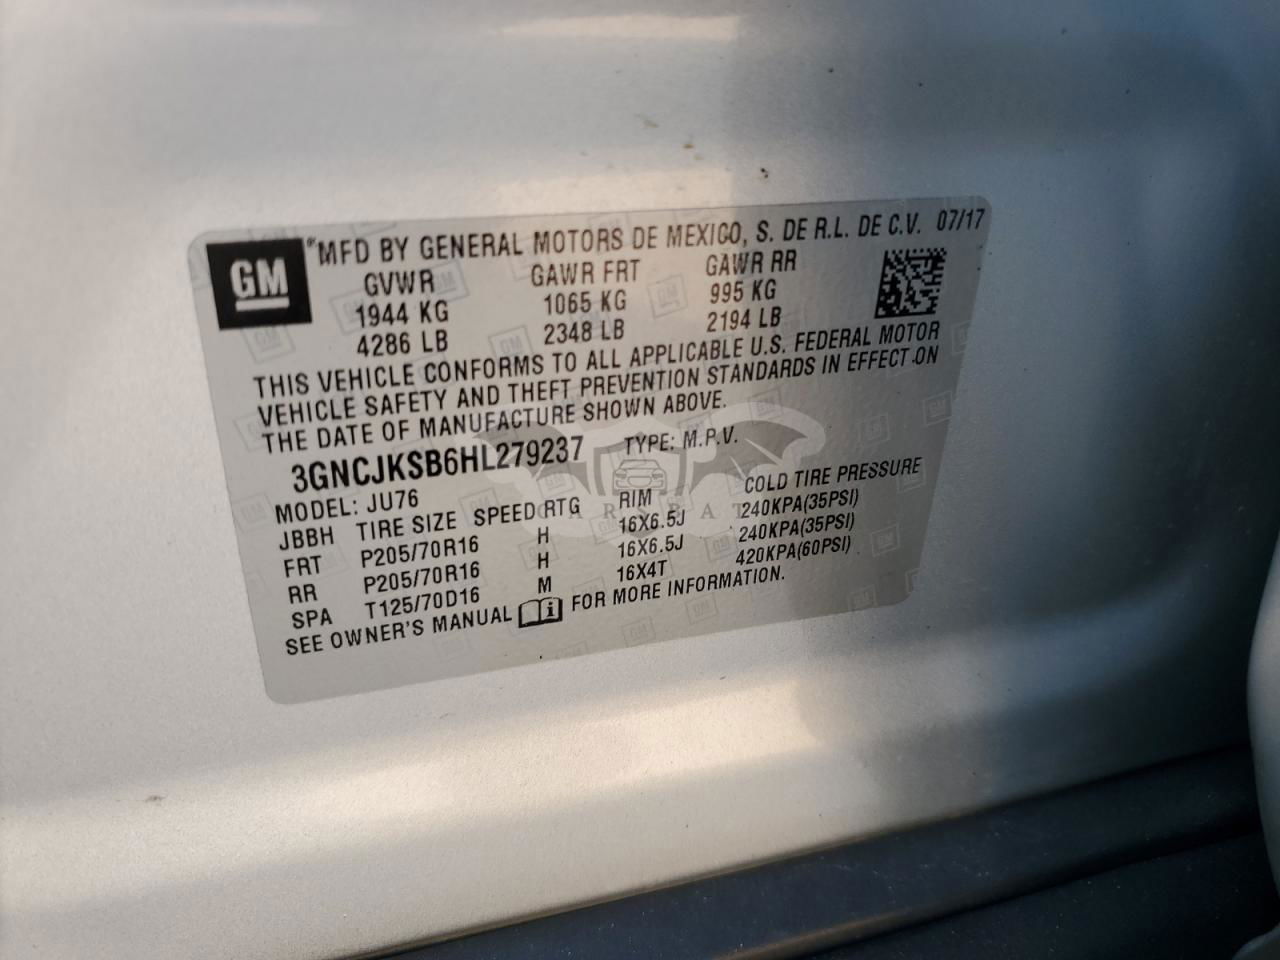 GM
MFD BY GENERAL MOTORS DE MEXICO, S. DE R.L. DE C.V. 07/17
GVWR GAWR FRT GAWR RR
1944 KG 1065 KG 995 KG
4286 LB 2348 LB 2194 LB
THIS VEHICLE CONFORMS TO ALL APPLICABLE U.S. FEDERAL MOTOR
VEHICLE SAFETY AND THEFT PREVENTION STANDARDS IN EFFECT ON
THE DATE OF MANUFACTURE SHOWN ABOVE.
3GNCJKSB6HL279237 TYPE: M.P.V.
MODEL: JU76
JBBH TIRE SIZE SPEED RTG RIM COLD TIRE PRESSURE
FRT P205/70R16 H 16X6.5J 240KPA(35PSI)
RR P205/70R16 H 16X6.5J 240KPA(35PSI)
SPA T125/70D16 M 16X4T 420KPA(60PSI)
SEE OWNER'S MANUAL FOR MORE INFORMATION.